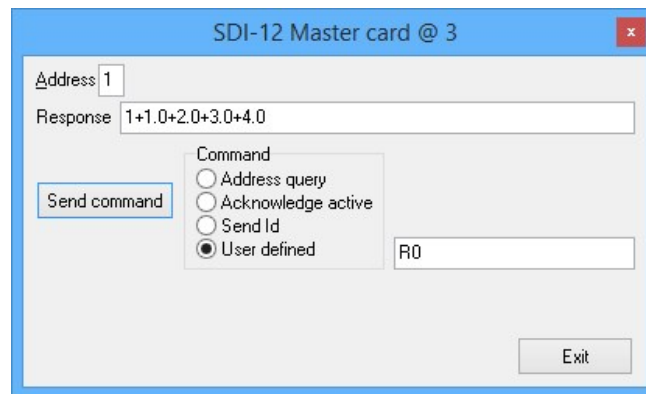 SDI-12 Master card @ 3
x
Address 1
Response 1+1.0+2.0+3.0+4.0
Command
Address query
Send command
Acknowledge active
Send Id
User defined
R0
Exit